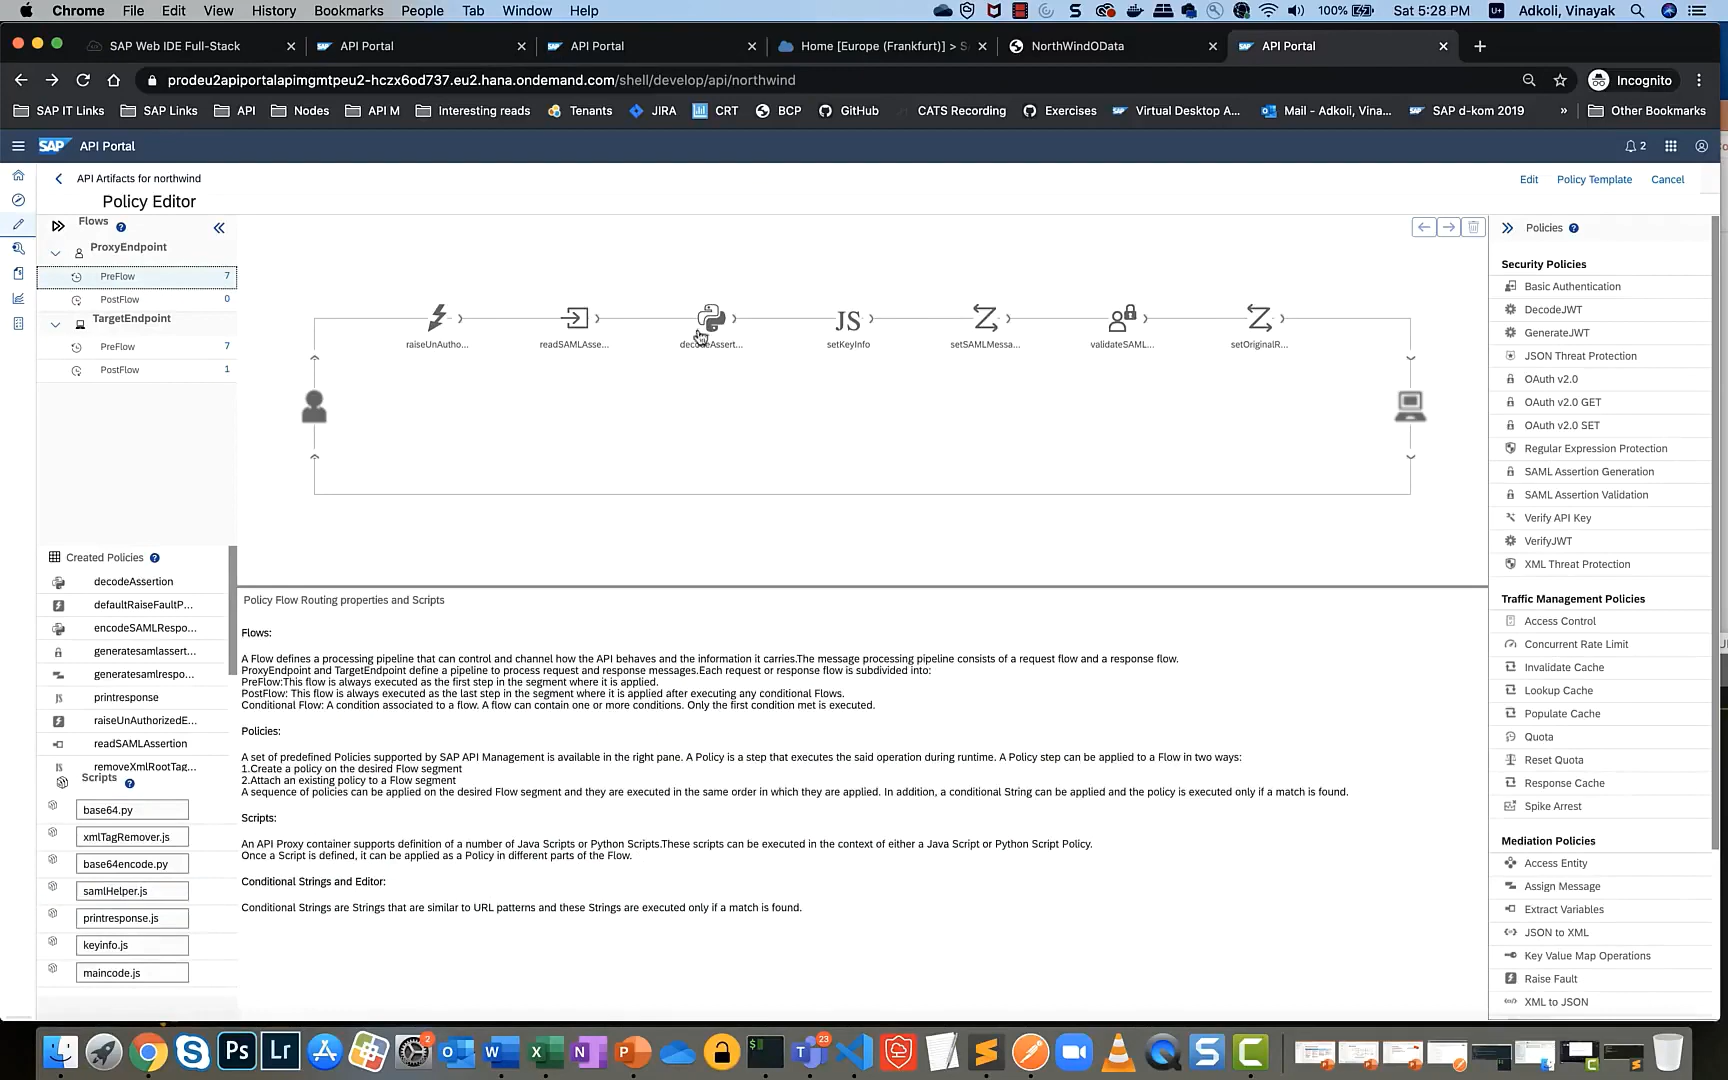 Chrome File Edit View History Bookmarks People Tab Window Help 100% Sat 5:28 PM Adkoli, Vinayak
SAP Web IDE Full-Stack API Portal API Portal Home [Europe (Frankfurt)] > S NorthWindOData API Portal
prodeu2apiportalapimgmtpeu2-hczx6od737.eu2.hana.ondemand.com/shell/develop/api/northwind Incognito
SAP IT Links SAP Links API Nodes API M Interesting reads Tenants JIRA CRT BCP GitHub CATS Recording Exercises Virtual Desktop A... Mail - Adkoli, Vina... SAP d-kom 2019 » Other Bookmarks
SAP API Portal 2
API Artifacts for northwind Edit Policy Template Cancel
Policy Editor
Flows
ProxyEndpoint
PreFlow 7
PostFlow 0
TargetEndpoint
PreFlow 7
PostFlow 1
Created Policies
decodeAssertion
defaultRaiseFaultP...
encodeSAMLRespo...
generatesamlassert...
generatesamlrespo...
printresponse
raiseUnAuthorizedE...
readSAMLAssertion
removeXmlRootTag...
Scripts
base64.py
xmlTagRemover.js
base64encode.py
samlHelper.js
printresponse.js
keyinfo.js
maincode.js
JS
raiseUnAutho... readSAMLAsse... decodeAssert... setKeyInfo setSAMLMessa... validateSAML... setOriginalR...
Policy Flow Routing properties and Scripts
Flows:
A Flow defines a processing pipeline that can control and channel how the API behaves and the information it carries.The message processing pipeline consists of a request flow and a response flow.
ProxyEndpoint and TargetEndpoint define a pipeline to process request and response messages.Each request or response flow is subdivided into:
PreFlow:This flow is always executed as the first step in the segment where it is applied.
PostFlow: This flow is always executed as the last step in the segment where it is applied after executing any conditional Flows.
Conditional Flow: A condition associated to a flow. A flow can contain one or more conditions. Only the first condition met is executed.
Policies:
A set of predefined Policies supported by SAP API Management is available in the right pane. A Policy is a step that executes the said operation during runtime. A Policy step can be applied to a Flow in two ways:
1.Create a policy on the desired Flow segment
2.Attach an existing policy to a Flow segment
A sequence of policies can be applied on the desired Flow segment and they are executed in the same order in which they are applied. In addition, a conditional String can be applied and the policy is executed only if a match is found.
Scripts:
An API Proxy container supports definition of a number of Java Scripts or Python Scripts.These scripts can be executed in the context of either a Java Script or Python Script Policy.
Once a Script is defined, it can be applied as a Policy in different parts of the Flow.
Conditional Strings and Editor:
Conditional Strings are Strings that are similar to URL patterns and these Strings are executed only if a match is found.
Policies
Security Policies
Basic Authentication
DecodeJWT
GenerateJWT
JSON Threat Protection
OAuth v2.0
OAuth v2.0 GET
OAuth v2.0 SET
Regular Expression Protection
SAML Assertion Generation
SAML Assertion Validation
Verify API Key
VerifyJWT
XML Threat Protection
Traffic Management Policies
Access Control
Concurrent Rate Limit
Invalidate Cache
Lookup Cache
Populate Cache
Quota
Reset Quota
Response Cache
Spike Arrest
Mediation Policies
Access Entity
Assign Message
Extract Variables
JSON to XML
Key Value Map Operations
Raise Fault
XML to JSON
Ps Lr 2 23